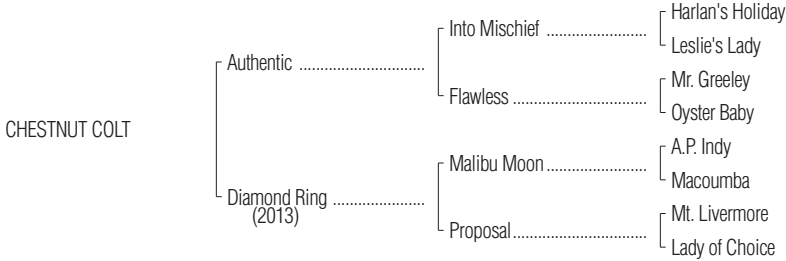 Harlan's Holiday
Into Mischief ........................
Leslie's Lady
Authentic .............................
Mr. Greeley
Flawless ................................
Oyster Baby
CHESTNUT COLT
A.P. Indy
Malibu Moon ........................
Macoumba
Diamond Ring .....................
(2013)
Mt. Livermore
Proposal ................................
Lady of Choice